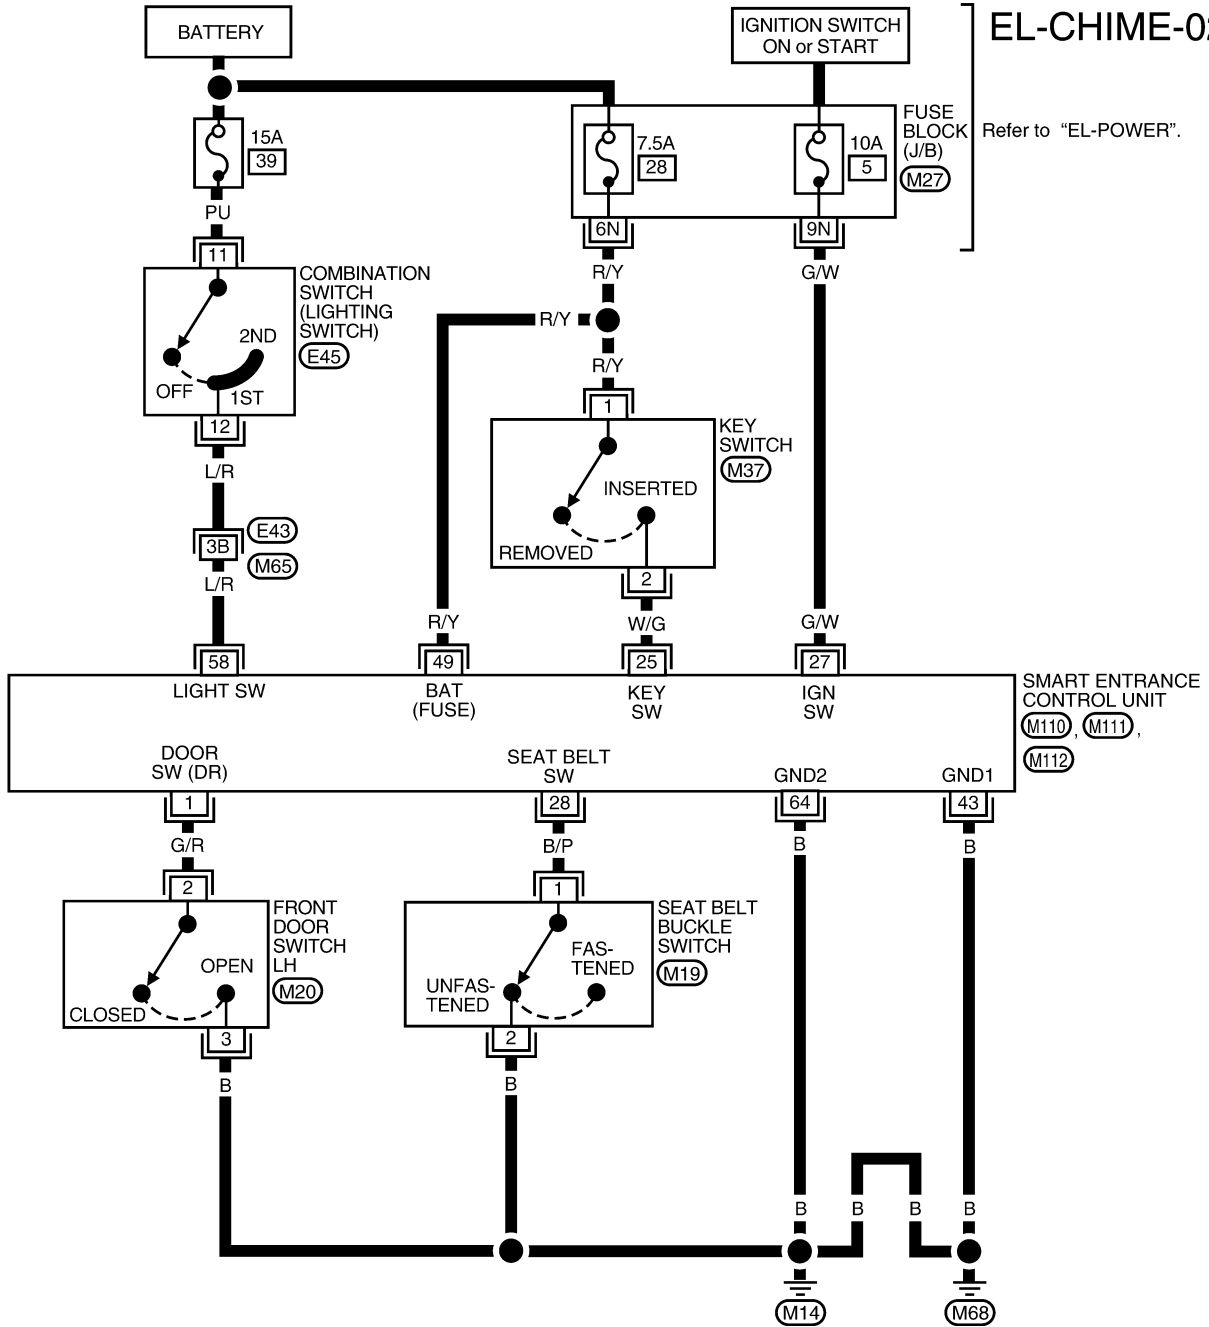 BATTERY
IGNITION SWITCH
ON or START
EL-CHIME-02
15A
39
7.5A
28
10A
5
FUSE
BLOCK
(J/B)
M27
Refer to “EL-POWER”.
PU
11
6N
9N
R/Y
G/W
COMBINATION
SWITCH
(LIGHTING
SWITCH)
E45
2ND
OFF
1ST
R/Y
R/Y
12
1
KEY
SWITCH
M37
L/R
INSERTED
REMOVED
3B
E43
M65
L/R
2
R/Y
W/G
G/W
58
49
25
27
LIGHT SW
BAT
(FUSE)
KEY
SW
IGN
SW
SMART ENTRANCE
CONTROL UNIT
M110 , M111 ,
M112
DOOR
SW (DR)
SEAT BELT
SW
GND2
GND1
1
28
64
43
G/R
B/P
B
B
2
1
FRONT
DOOR
SWITCH
LH
M20
OPEN
CLOSED
SEAT BELT
BUCKLE
SWITCH
M19
FAS-
TENED
UNFAS-
TENED
3
2
B
B
B
B
B
B
M14
M68